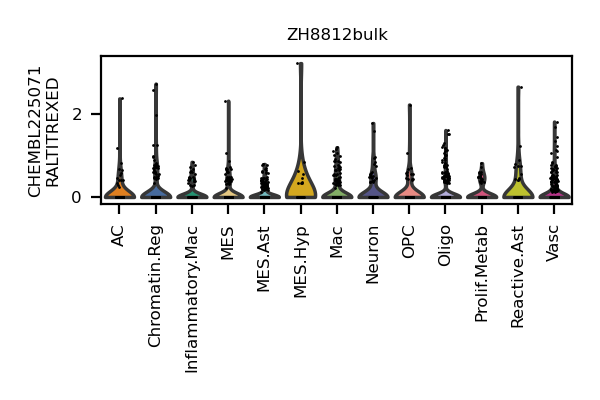 ZH8812bulk
CHEMBL225071
RALTITREXED
2
0
AC
Chromatin.Reg
Inflammatory.Mac
MES
MES.Ast
MES.Hyp
Mac
Neuron
OPC
Oligo
Prolif.Metab
Reactive.Ast
Vasc